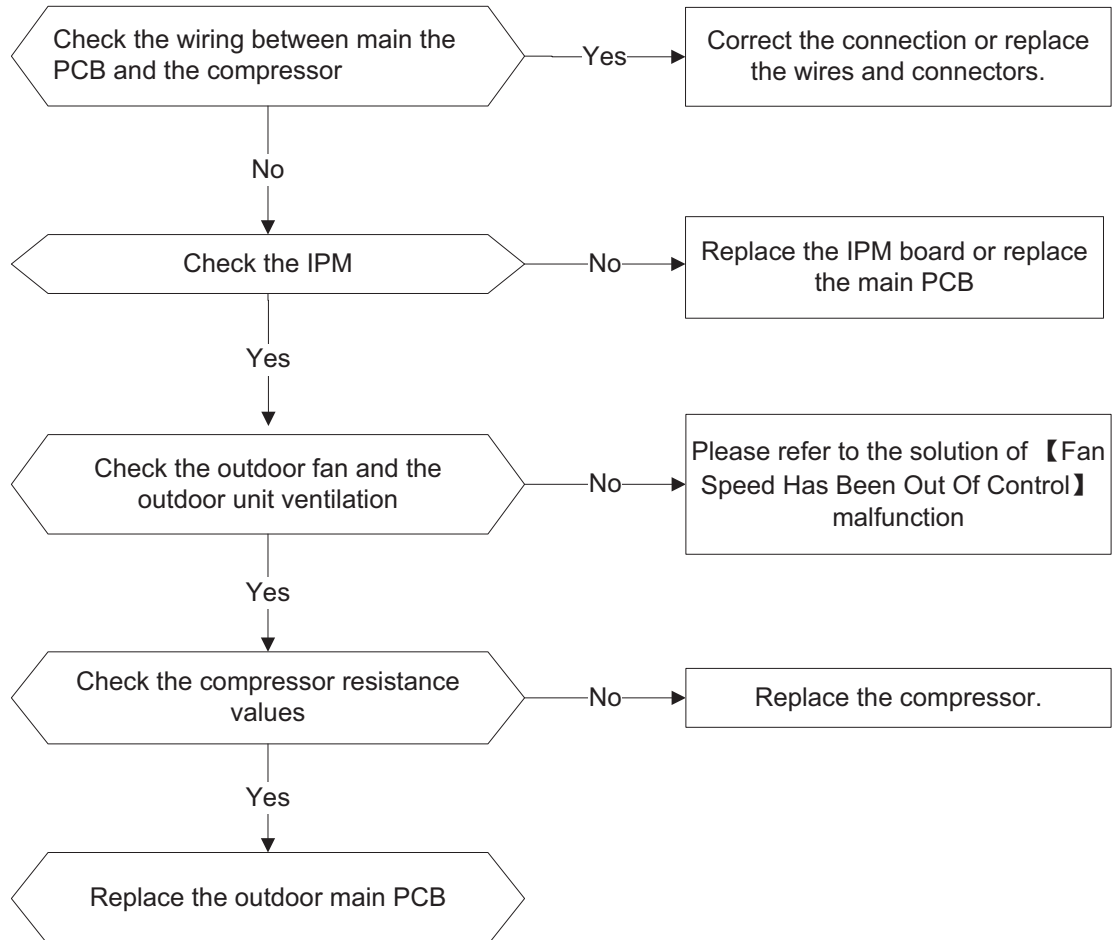 Check the wiring between main the
PCB and the compressor
Yes
Correct the connection or replace
the wires and connectors.
No
Check the IPM
No
Replace the IPM board or replace
the main PCB
Yes
Check the outdoor fan and the
outdoor unit ventilation
No
Please refer to the solution of 【Fan
Speed Has Been Out Of Control】
malfunction
Yes
Check the compressor resistance
values
No
Replace the compressor.
Yes
Replace the outdoor main PCB